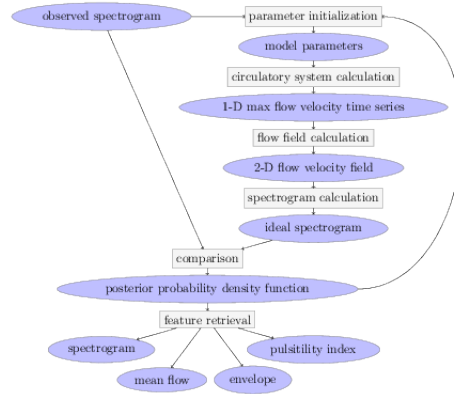 observed spectrogram
parameter initialization
model parameters
circulatory system calculation
1-D max flow velocity time series
flow field calculation
2-D flow velocity field
spectrogram calculation
ideal spectrogram
comparison
posterior probability density function
feature retrieval
spectrogram
pulsitility index
mean flow
envelope